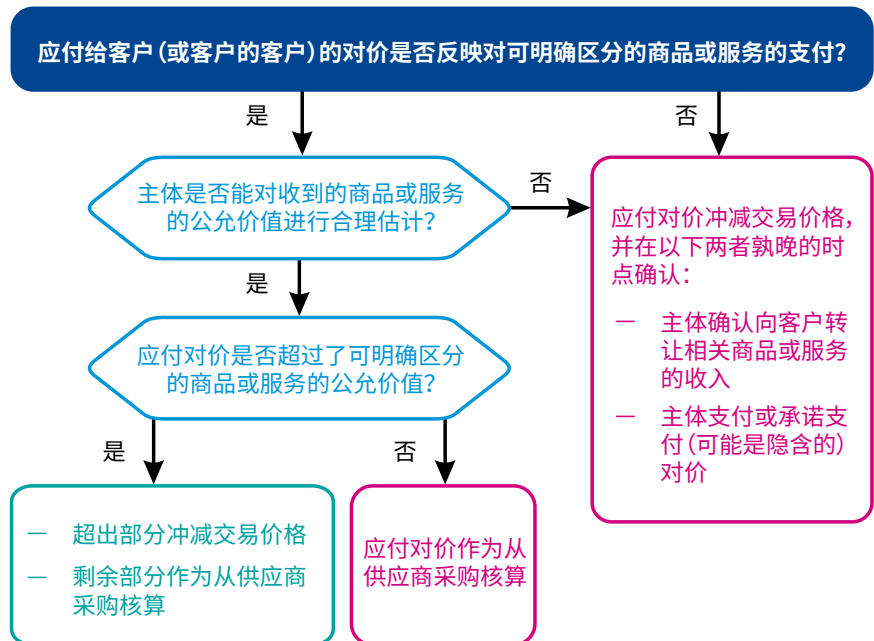 应付给客户（或客户的客户）的对价是否反映对可明确区分的商品或服务的支付？
是
否
主体是否能对收到的商品或服务
的公允价值进行合理估计？
否
应付对价冲减交易价格，
并在以下两者孰晚的时
点确认：
— 主体确认向客户转
让相关商品或服务
的收入
— 主体支付或承诺支
付（可能是隐含的）
对价
是
应付对价是否超过了可明确区分
的商品或服务的公允价值？
是
否
— 超出部分冲减交易价格
— 剩余部分作为从供应商
采购核算
应付对价作为从
供应商采购核算